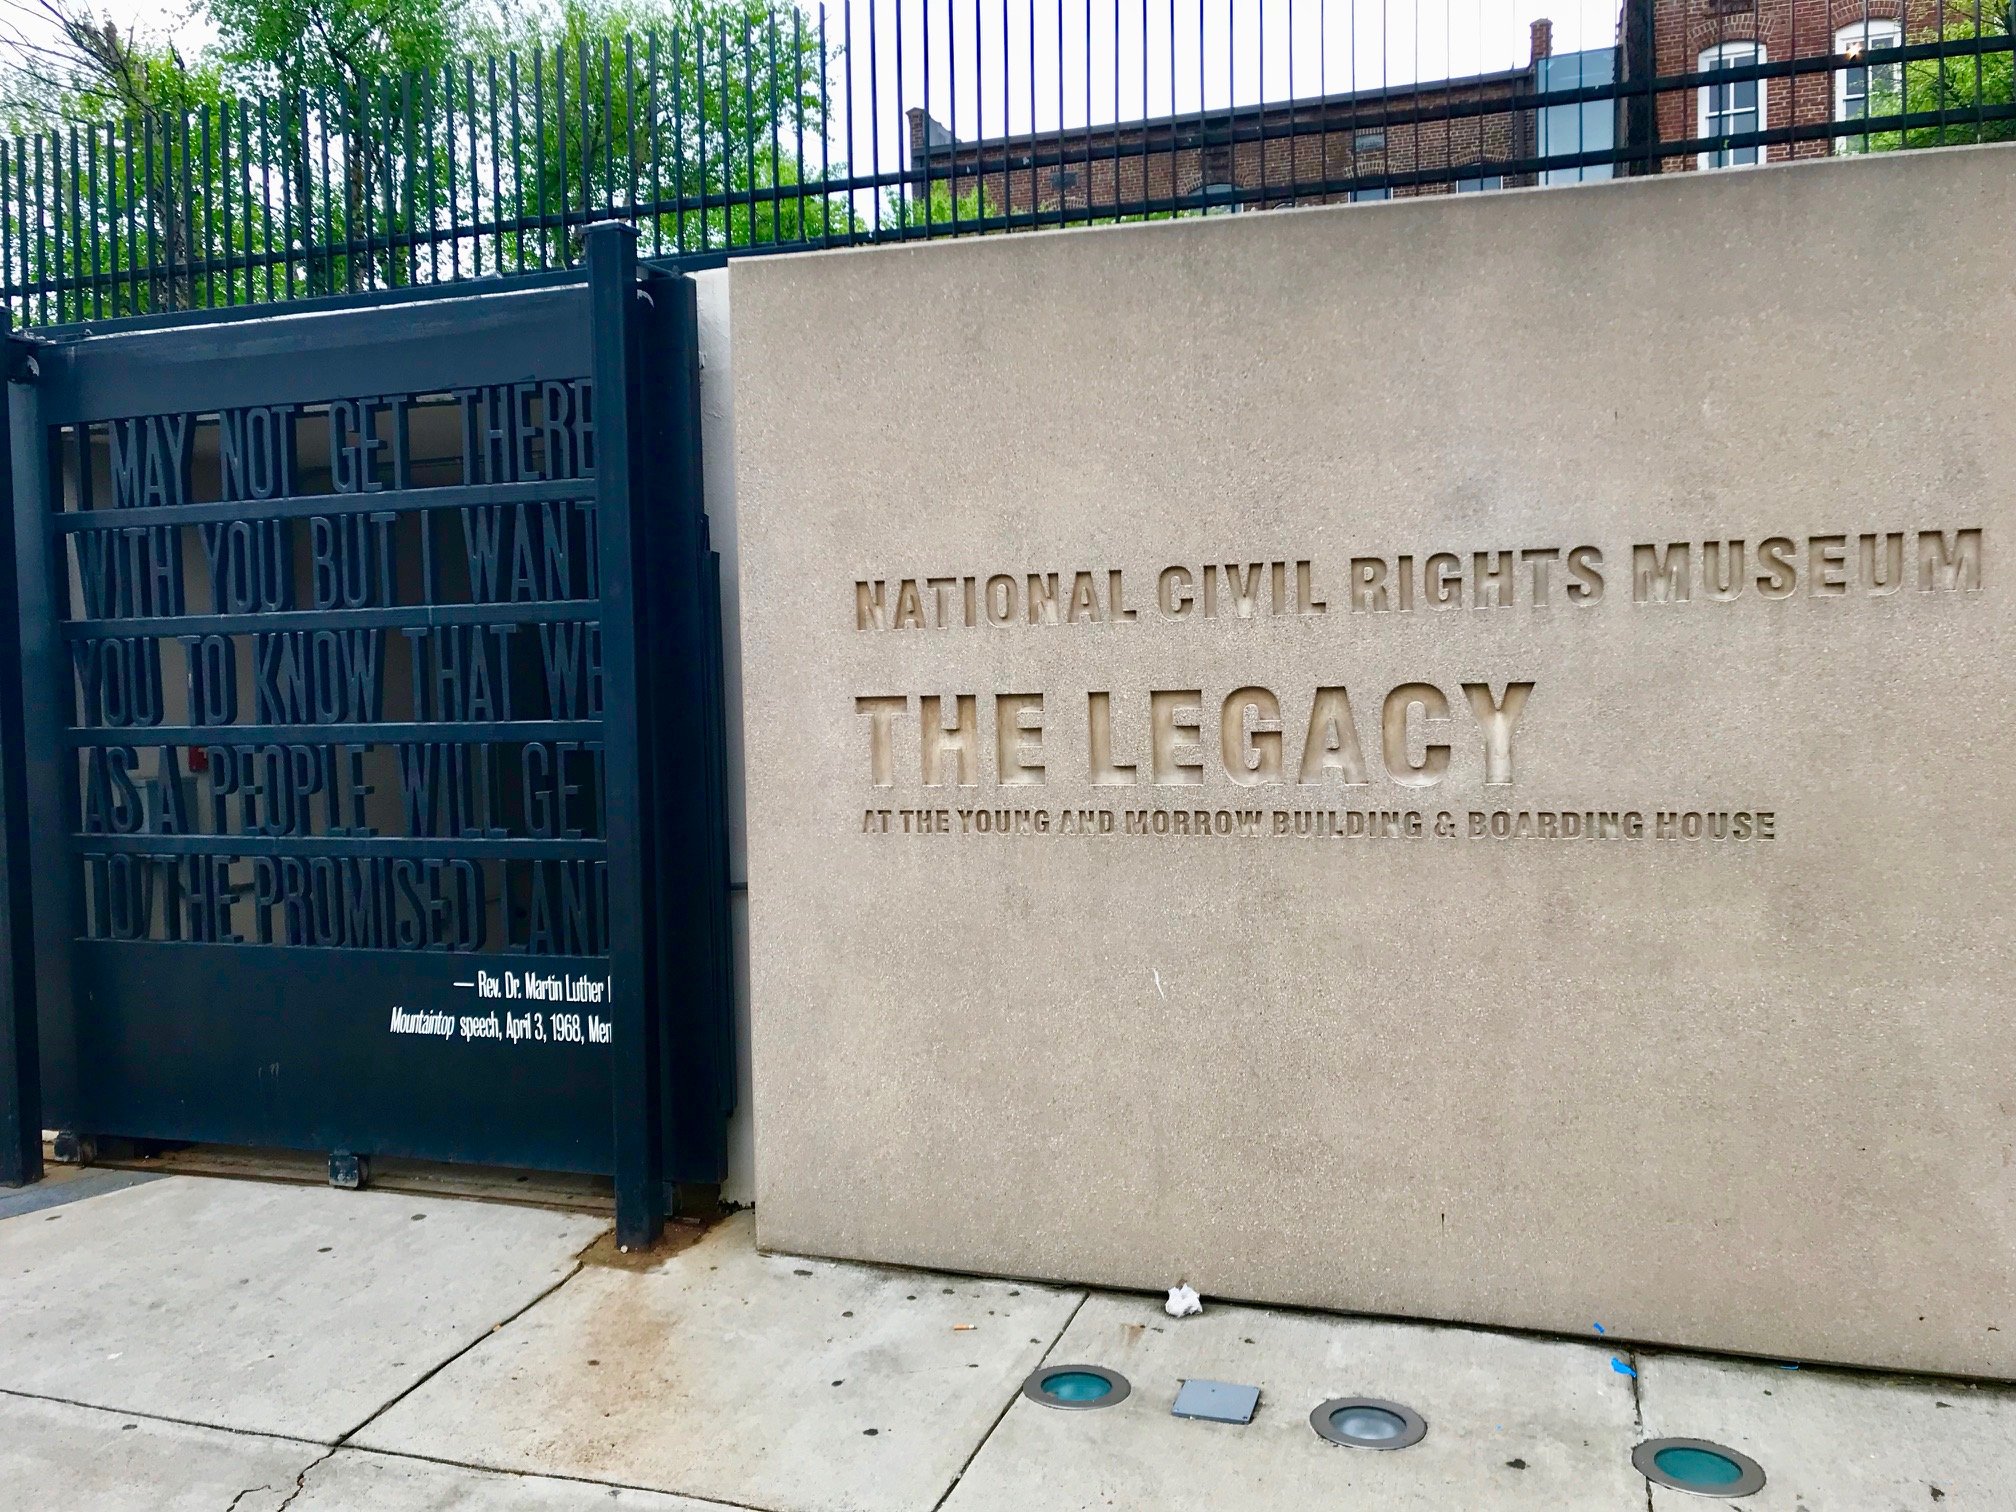 I MAY NOT GET THERE
WITH YOU BUT I WANT
YOU TO KNOW THAT WE
AS A PEOPLE WILL GET
TO/THE PROMISED LAND
— Rev. Dr. Martin Luther
Mountaintop speech, April 3, 1968,
NATIONAL CIVIL RIGHTS MUSEUM
THE LEGACY
AT THE YOUNG AND MORROW BUILDING & BOARDING HOUSE